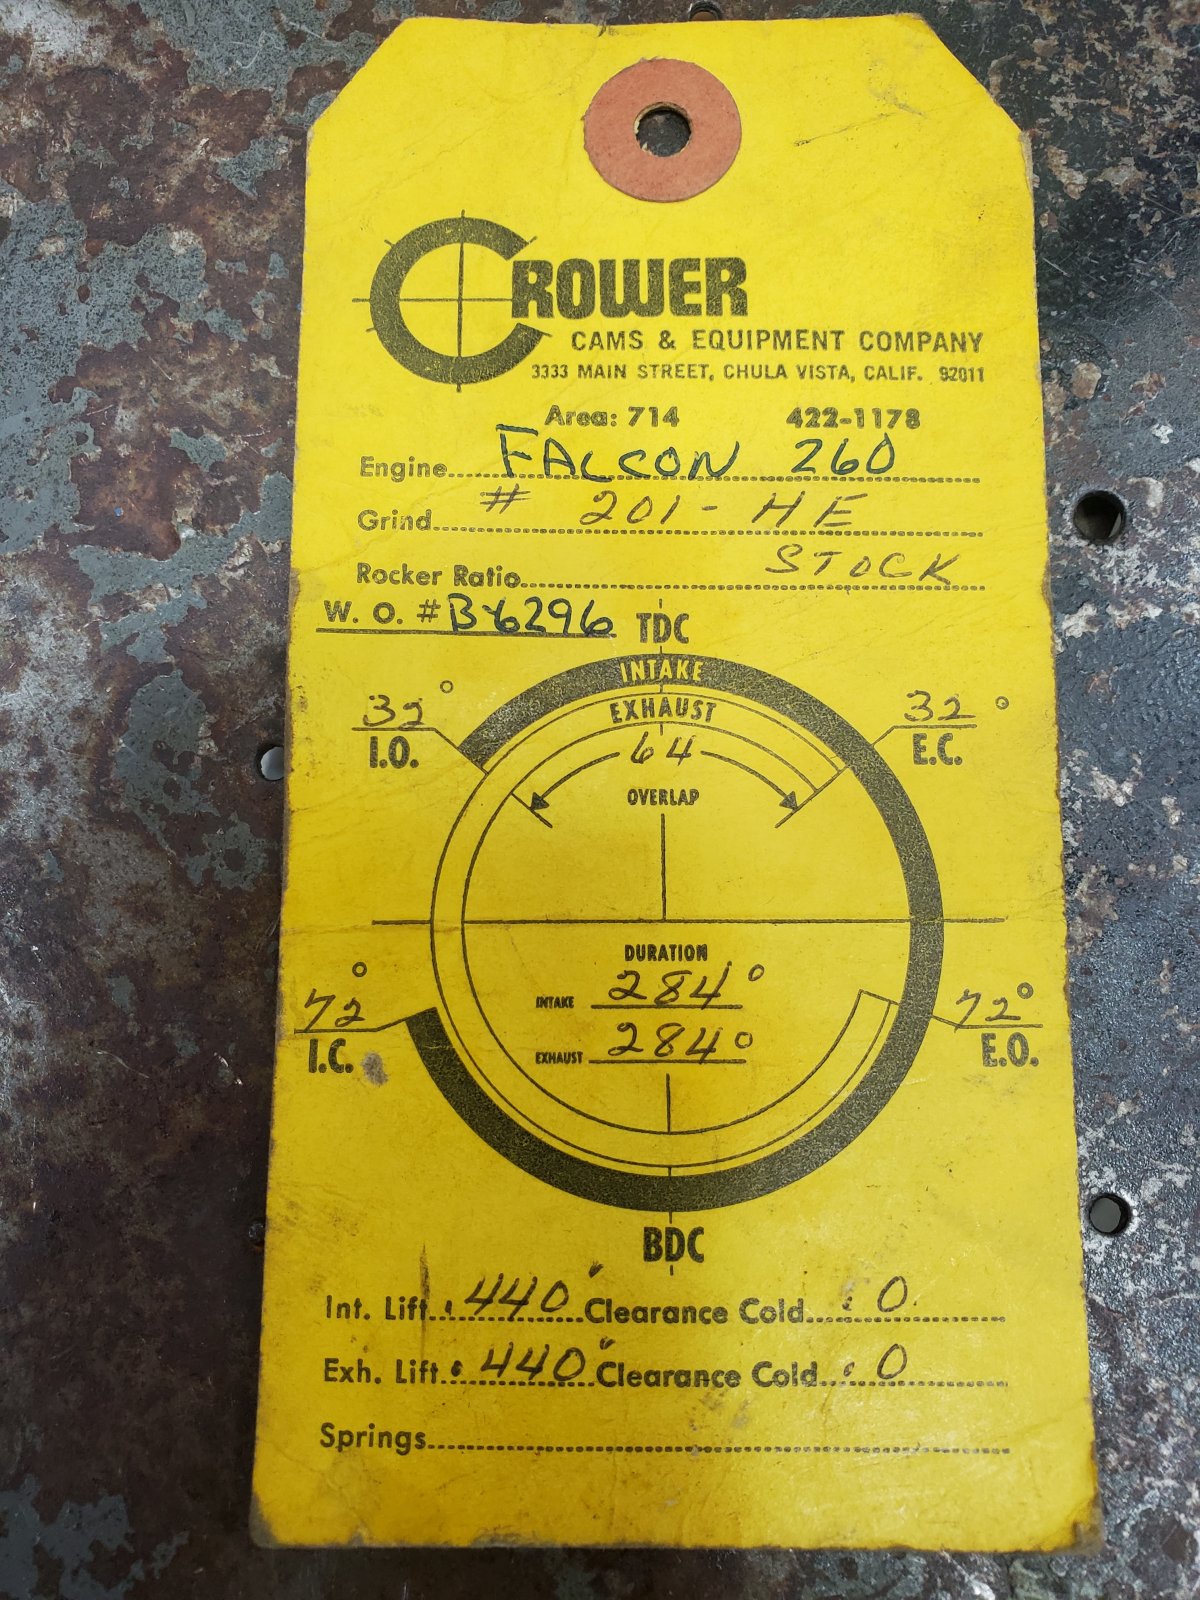 CROWER
CAMS & EQUIPMENT COMPANY
3333 MAIN STREET, CHULA VISTA, CALIF. 92011
Area: 714 422-1178
Engine FALCON 260
Grind # 201-HE
Rocker Ratio STOCK
W. O. # B6296
TDC
INTAKE
EXHAUST
32° I.O.
32° E.C.
64
OVERLAP
DURATION
INTAKE 284°
EXHAUST 284°
72° I.C.
72° E.O.
BDC
Int. Lift .440" Clearance Cold .0
Exh. Lift .440" Clearance Cold .0
Springs